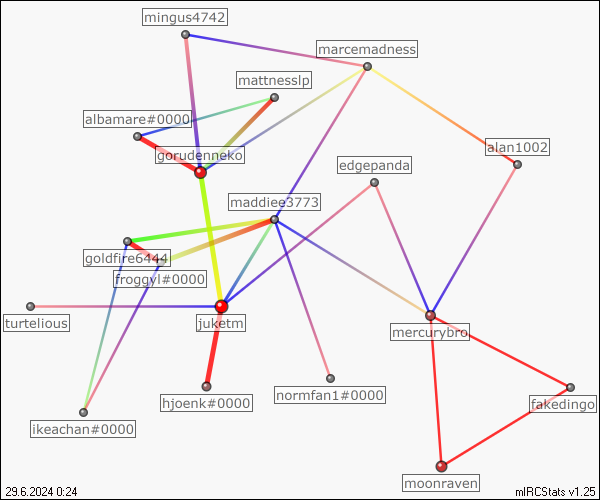 mingus4742
marcemadness
mattnesslp
albamare#0000
gorudenneko
alan1002
edgepanda
maddiee3773
goldfire6444
froggyl#0000
turtelious
juketm
mercurybro
hjoenk#0000
normfan1#0000
fakedingo
ikeachan#0000
moonraven
29.6.2024 0:24
mIRCStats v1.25